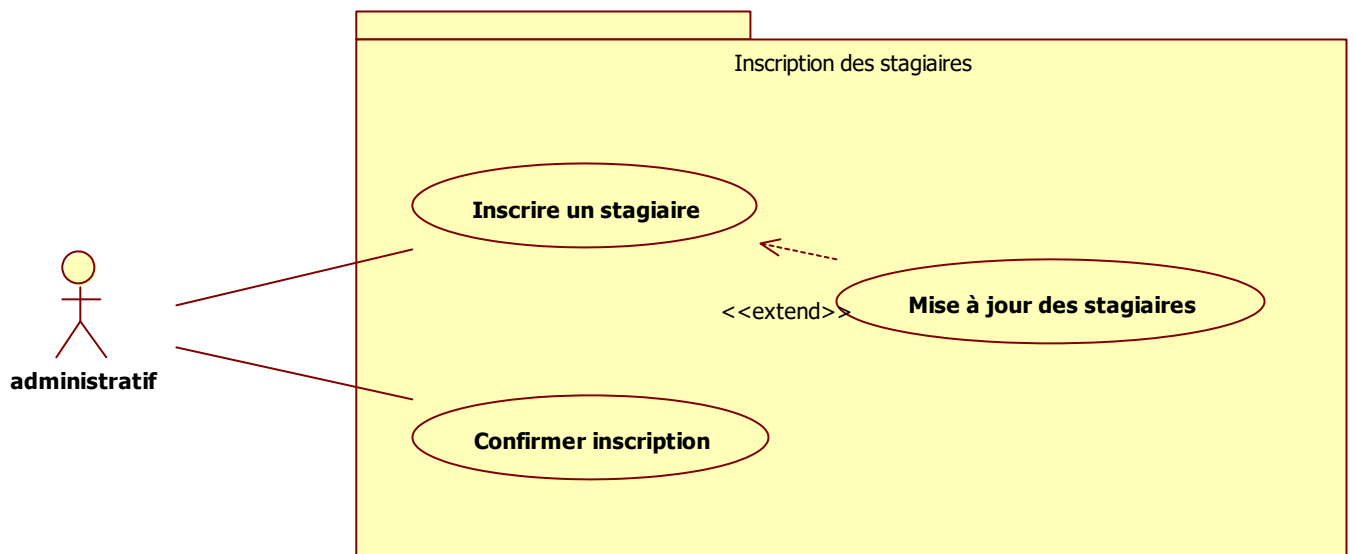 Inscription des stagiaires
Inscrire un stagiaire
Mise à jour des stagiaires
<<extend>>
administratif
Confirmer inscription